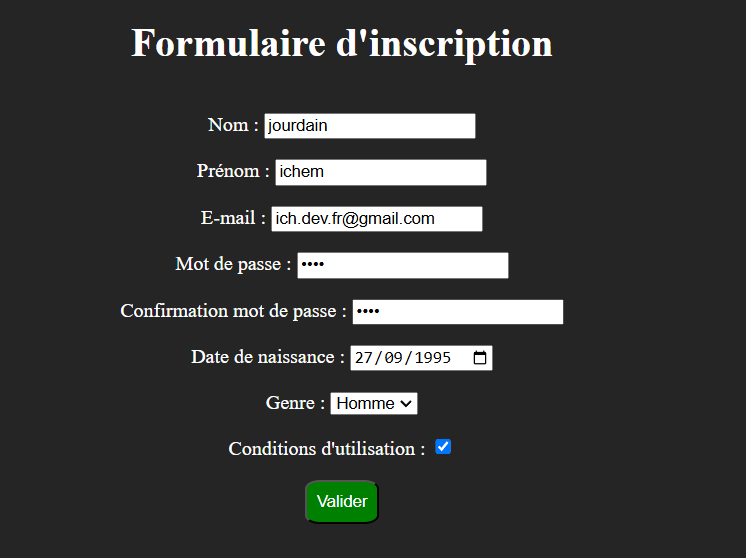 Formulaire d'inscription
Nom : jourdain
Prénom : ichem
E-mail : ich.dev.fr@gmail.com
Mot de passe : ••••
Confirmation mot de passe : ••••
Date de naissance : 27/09/1995
Genre : Homme
Conditions d'utilisation :
Valider